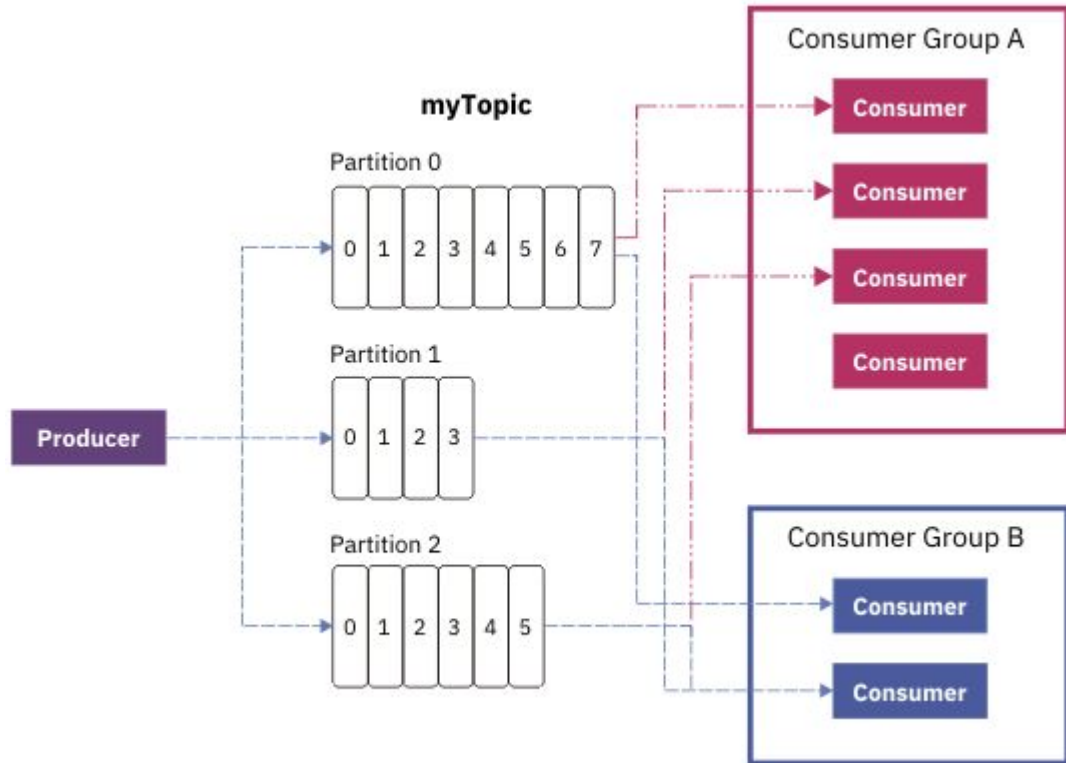 Consumer Group A
Consumer
Consumer
Consumer
Consumer
myTopic
Partition 0
0 1 2 3 4 5 6 7
Partition 1
0 1 2 3
Partition 2
0 1 2 3 4 5
Producer
Consumer Group B
Consumer
Consumer